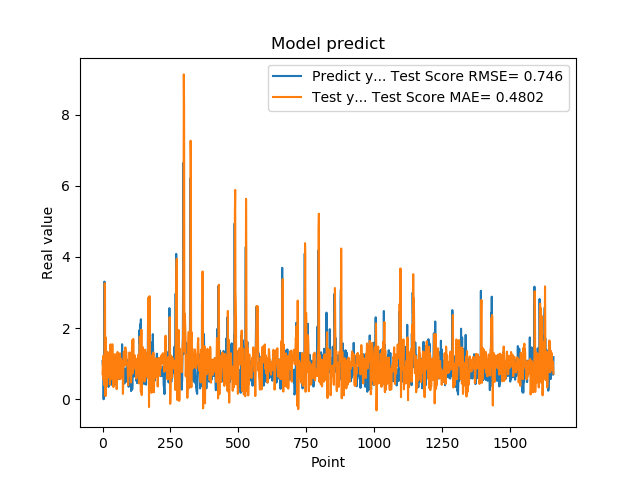 Model predict
Predict y... Test Score RMSE= 0.746
Test y... Test Score MAE= 0.4802
Real value
8
6
4
2
0
0 250 500 750 1000 1250 1500
Point